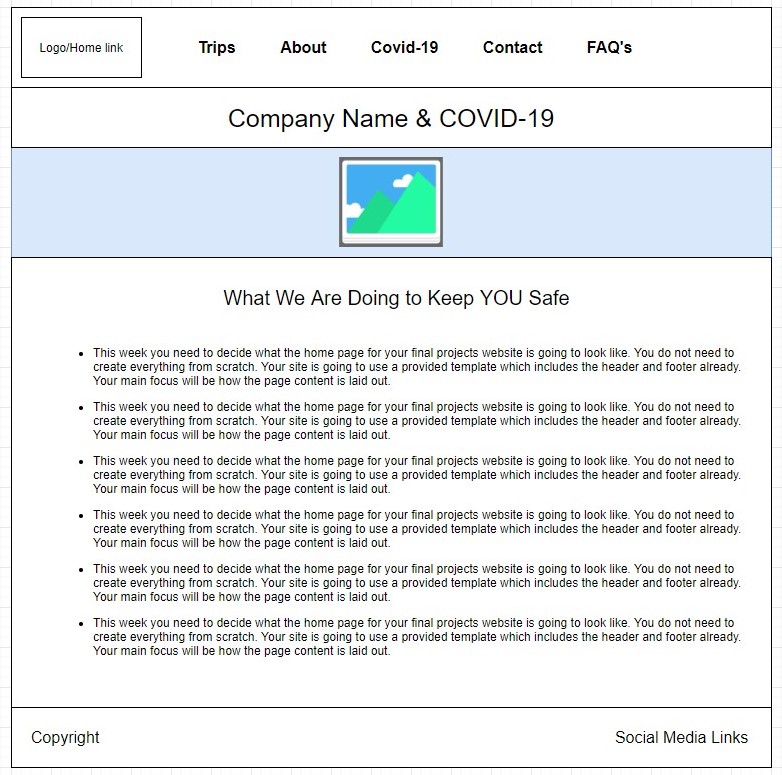 Logo/Home link
Trips About Covid-19 Contact FAQ's
Company Name & COVID-19
What We Are Doing to Keep YOU Safe
• This week you need to decide what the home page for your final projects website is going to look like. You do not need to
create everything from scratch. Your site is going to use a provided template which includes the header and footer already.
Your main focus will be how the page content is laid out.
• This week you need to decide what the home page for your final projects website is going to look like. You do not need to
create everything from scratch. Your site is going to use a provided template which includes the header and footer already.
Your main focus will be how the page content is laid out.
• This week you need to decide what the home page for your final projects website is going to look like. You do not need to
create everything from scratch. Your site is going to use a provided template which includes the header and footer already.
Your main focus will be how the page content is laid out.
• This week you need to decide what the home page for your final projects website is going to look like. You do not need to
create everything from scratch. Your site is going to use a provided template which includes the header and footer already.
Your main focus will be how the page content is laid out.
• This week you need to decide what the home page for your final projects website is going to look like. You do not need to
create everything from scratch. Your site is going to use a provided template which includes the header and footer already.
Your main focus will be how the page content is laid out.
• This week you need to decide what the home page for your final projects website is going to look like. You do not need to
create everything from scratch. Your site is going to use a provided template which includes the header and footer already.
Your main focus will be how the page content is laid out.
Copyright Social Media Links